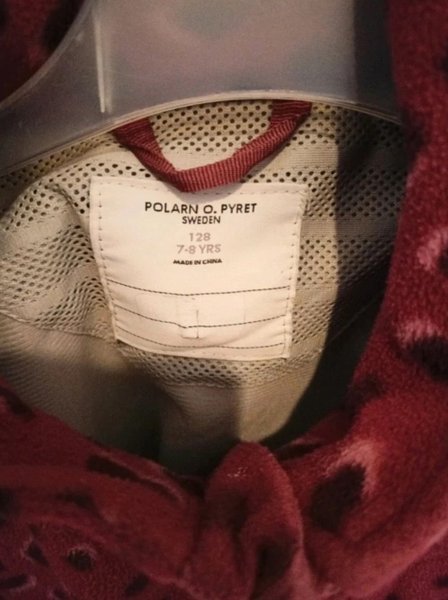 POLARN O. PYRET
SWEDEN
128
7-8 YRS
MADE IN CHINA